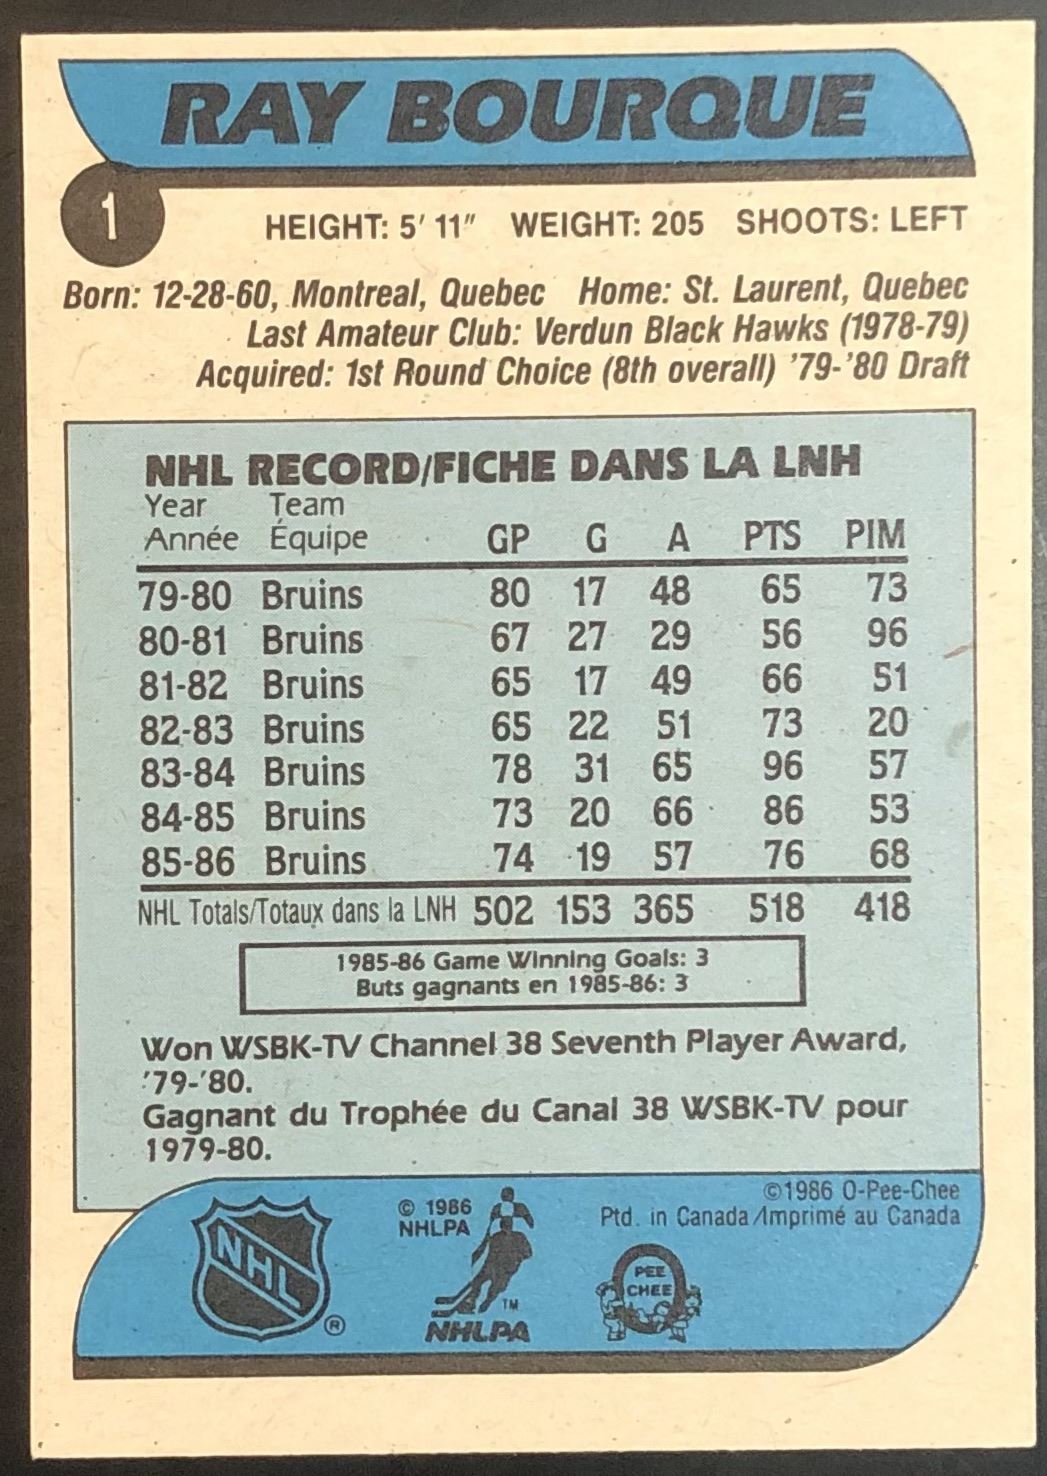 RAY BOURQUE
1
HEIGHT: 5' 11" WEIGHT: 205 SHOOTS: LEFT
Born: 12-28-60, Montreal, Quebec Home: St. Laurent, Quebec
Last Amateur Club: Verdun Black Hawks (1978-79)
Acquired: 1st Round Choice (8th overall) '79-'80 Draft
NHL RECORD/FICHE DANS LA LNH
Year Team
Année Équipe GP G A PTS PIM
79-80 Bruins 80 17 48 65 73
80-81 Bruins 67 27 29 56 96
81-82 Bruins 65 17 49 66 51
82-83 Bruins 65 22 51 73 20
83-84 Bruins 78 31 65 96 57
84-85 Bruins 73 20 66 86 53
85-86 Bruins 74 19 57 76 68
NHL Totals/Totaux dans la LNH 502 153 365 518 418
1985-86 Game Winning Goals: 3
Buts gagnants en 1985-86: 3
Won WSBK-TV Channel 38 Seventh Player Award,
'79-'80.
Gagnant du Trophée du Canal 38 WSBK-TV pour
1979-80.
©1986 O-Pee-Chee
Ptd. in Canada/Imprimé au Canada
© 1986
NHLPA
NHL
®
TM
NHLPA
PEE
CHEE